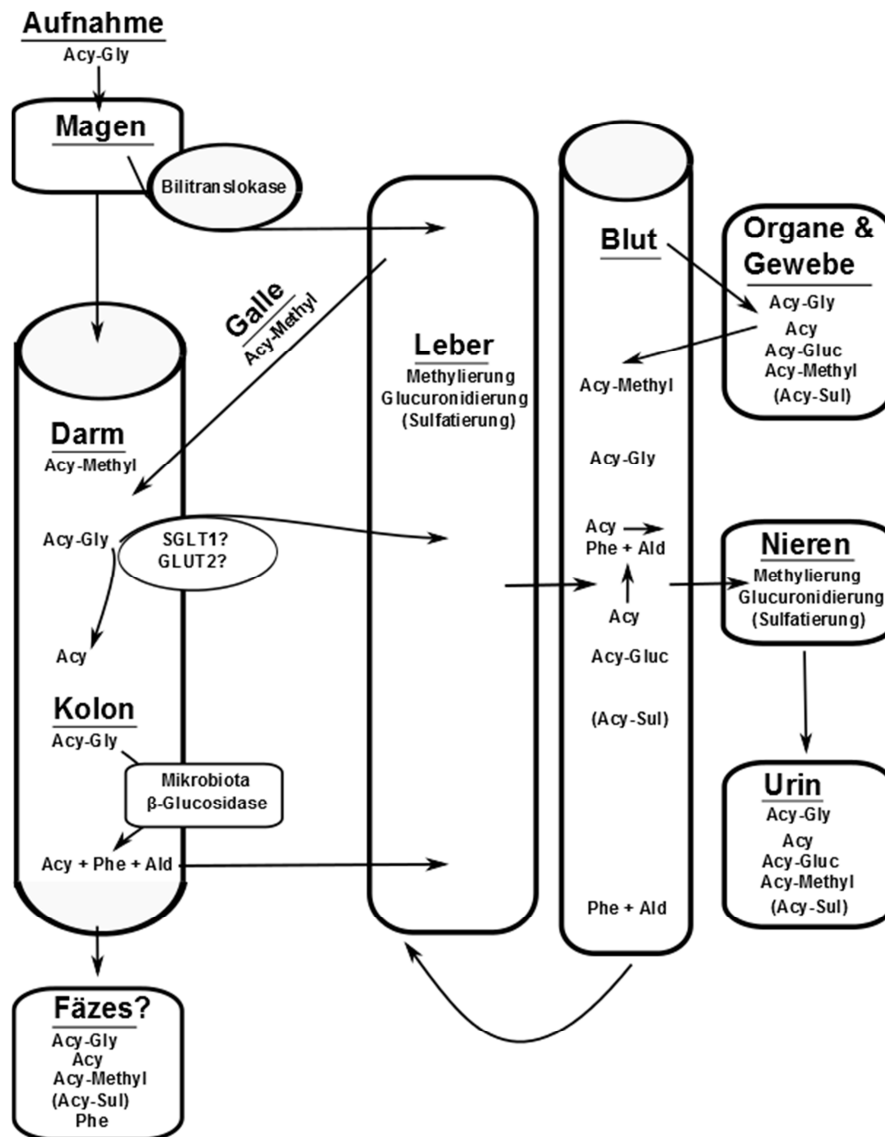 Aufnahme
Acy-Gly
Magen
Bilitranslokase
Galle
Acy-Methyl
Darm
Acy-Methyl
Acy-Gly
SGLT1?
GLUT2?
Acy
Kolon
Acy-Gly
Mikrobiota
β-Glucosidase
Acy + Phe + Ald
Fäzes?
Acy-Gly
Acy
Acy-Methyl
(Acy-Sul)
Phe
Leber
Methylierung
Glucuronidierung
(Sulfatierung)
Blut
Acy-Methyl
Acy-Gly
Acy
Phe + Ald
Acy
Acy-Gluc
(Acy-Sul)
Phe + Ald
Organe &
Gewebe
Acy-Gly
Acy
Acy-Gluc
Acy-Methyl
(Acy-Sul)
Nieren
Methylierung
Glucuronidierung
(Sulfatierung)
Urin
Acy-Gly
Acy
Acy-Gluc
Acy-Methyl
(Acy-Sul)